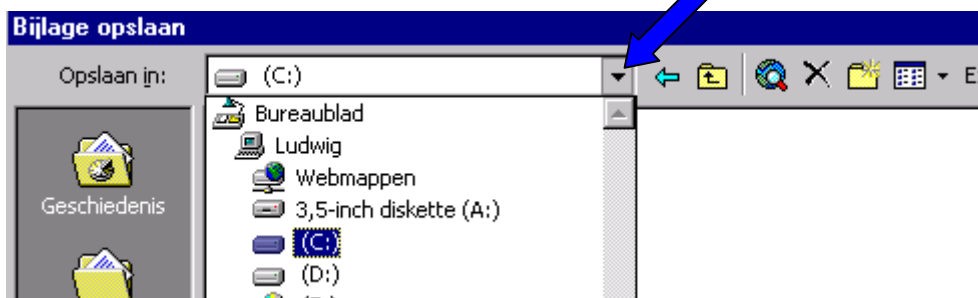 Bijlage opslaan
Opslaan in: (C:)
Bureaublad
Ludwig
Webmappen
Geschiedenis
3,5-inch diskette (A:)
(C:)
(D:)